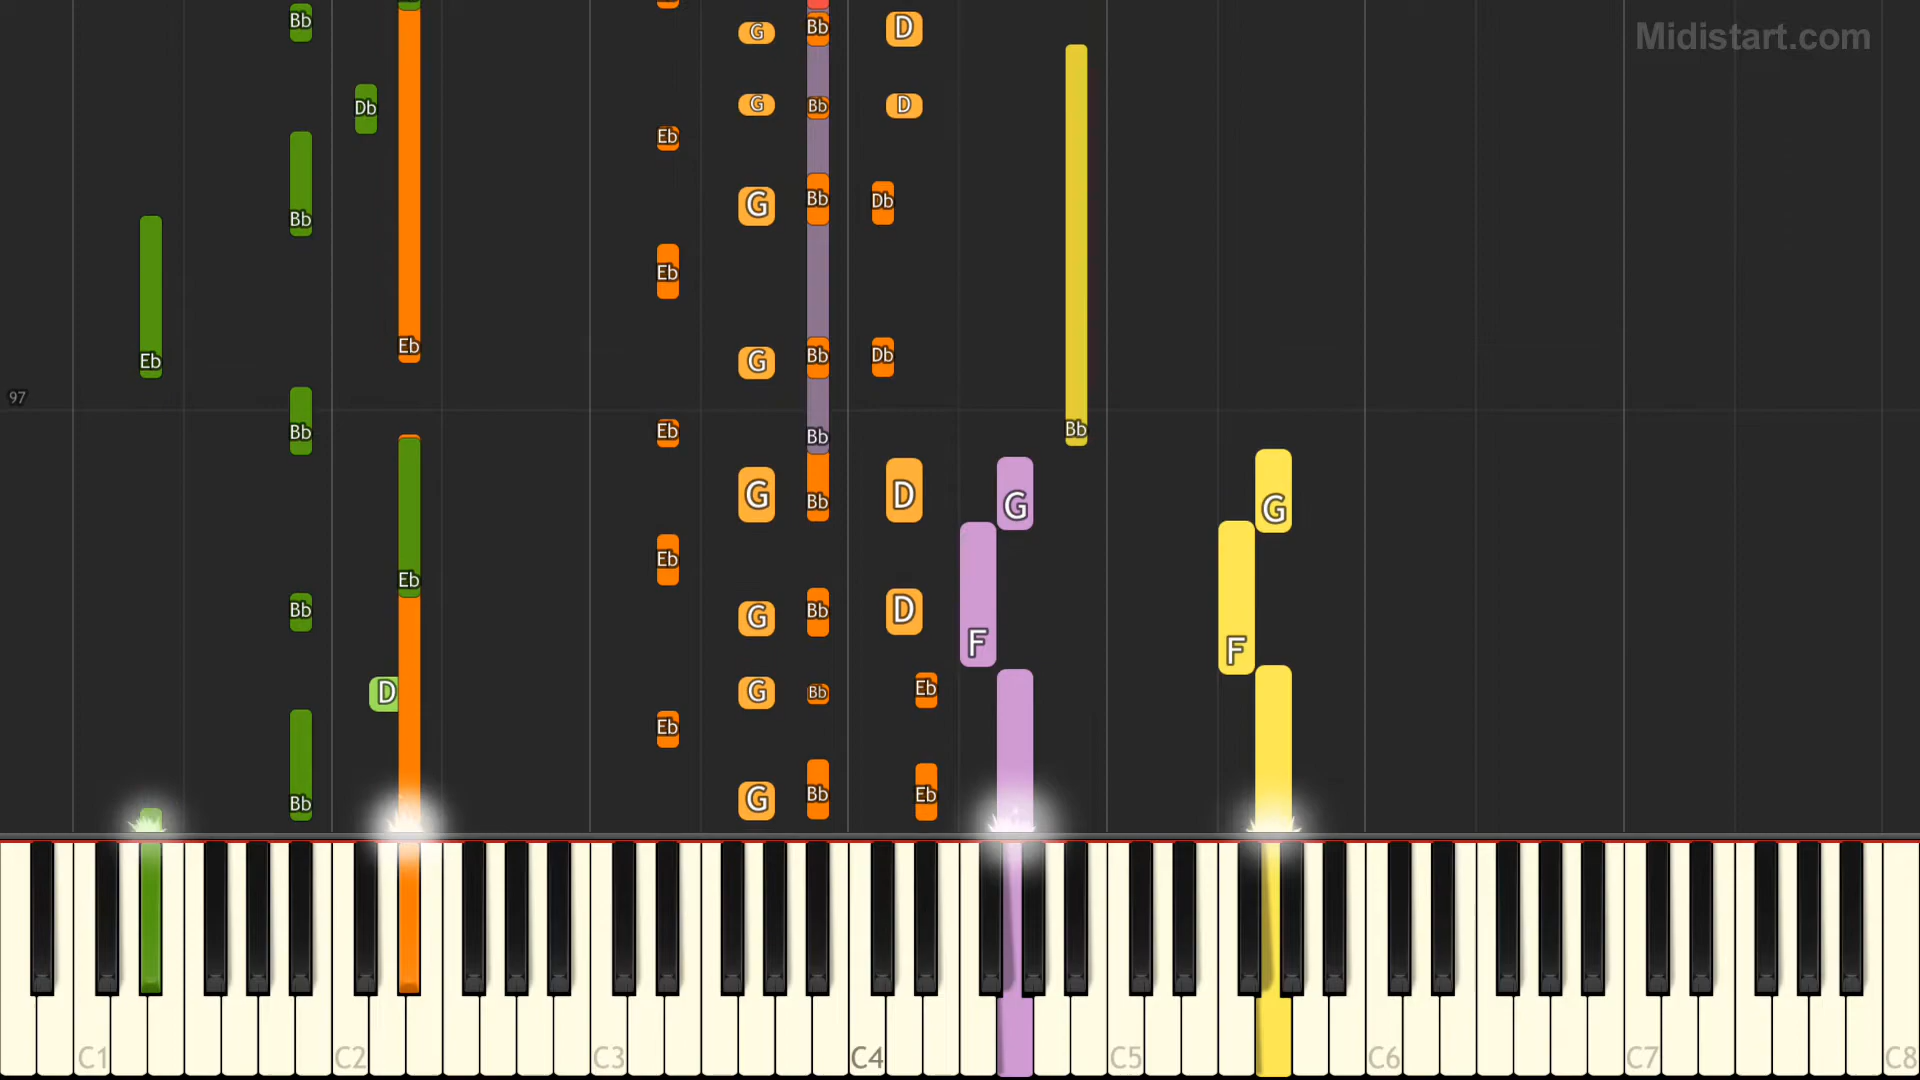 Midistart.com
Bb G Bb D
Db G Bb D
Eb
Bb G Bb Db
Eb
Eb Eb G Bb Db
97
Bb Eb Bb Bb
G Bb D G G
Eb Eb
Bb G Bb D F F
D G Bb Eb
Eb
Bb G Bb Eb
C1 C2 C3 C4 C5 C6 C7 C8